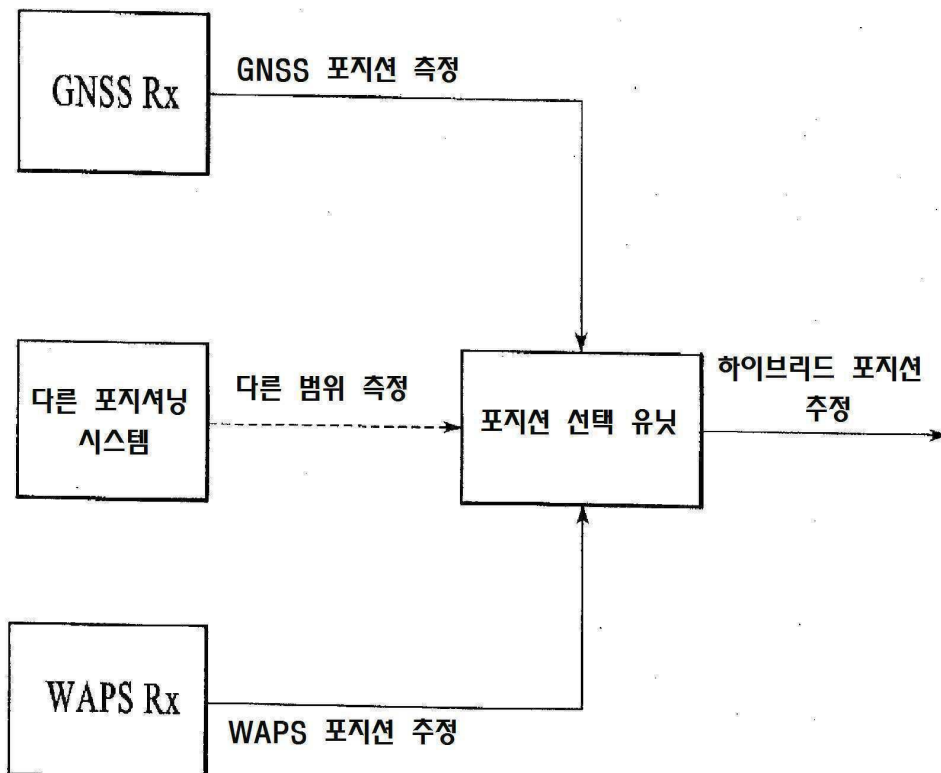 GNSS Rx
GNSS 포지션 측정
다른 포지셔닝
시스템
다른 범위 측정
포지션 선택 유닛
하이브리드 포지션
추정
WAPS Rx
WAPS 포지션 추정